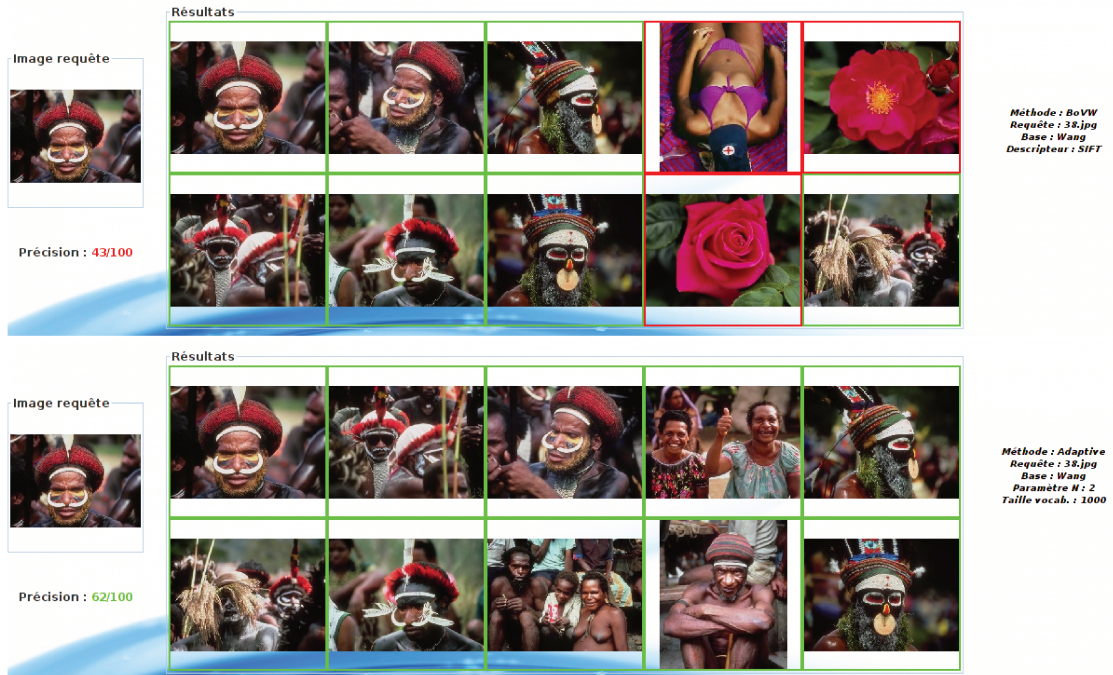 Résultats
Image requête
Précision : 43/100
Méthode : BoVW
Requête : 38.jpg
Base : Wang
Descripteur : SIFT
Résultats
Image requête
Précision : 62/100
Méthode : Adaptive
Requête : 38.jpg
Base : Wang
Paramètre N : 2
Taille vocab. : 1000